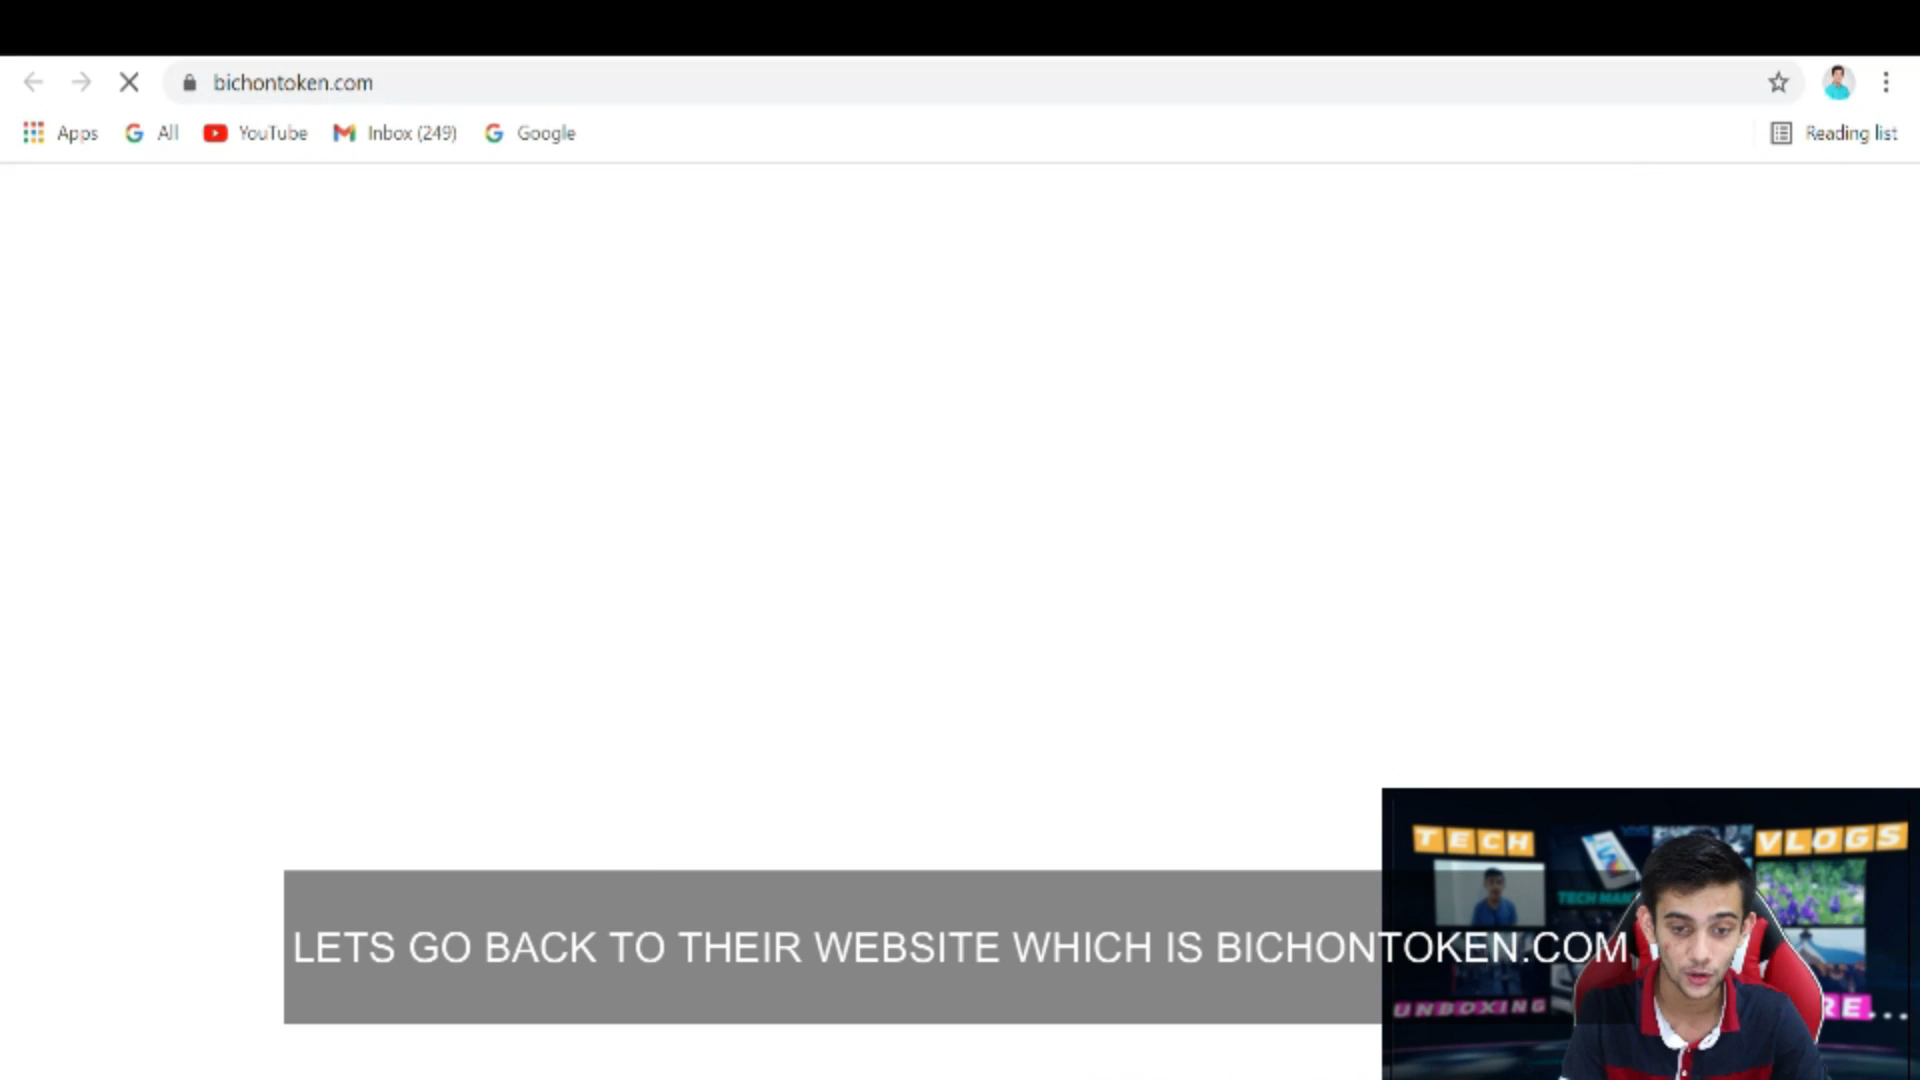 bichontoken.com
Apps All YouTube Inbox (249) Google Reading list
TECH VLOGS
LETS GO BACK TO THEIR WEBSITE WHICH IS BICHONTOKEN.COM
UNBOXING RE...